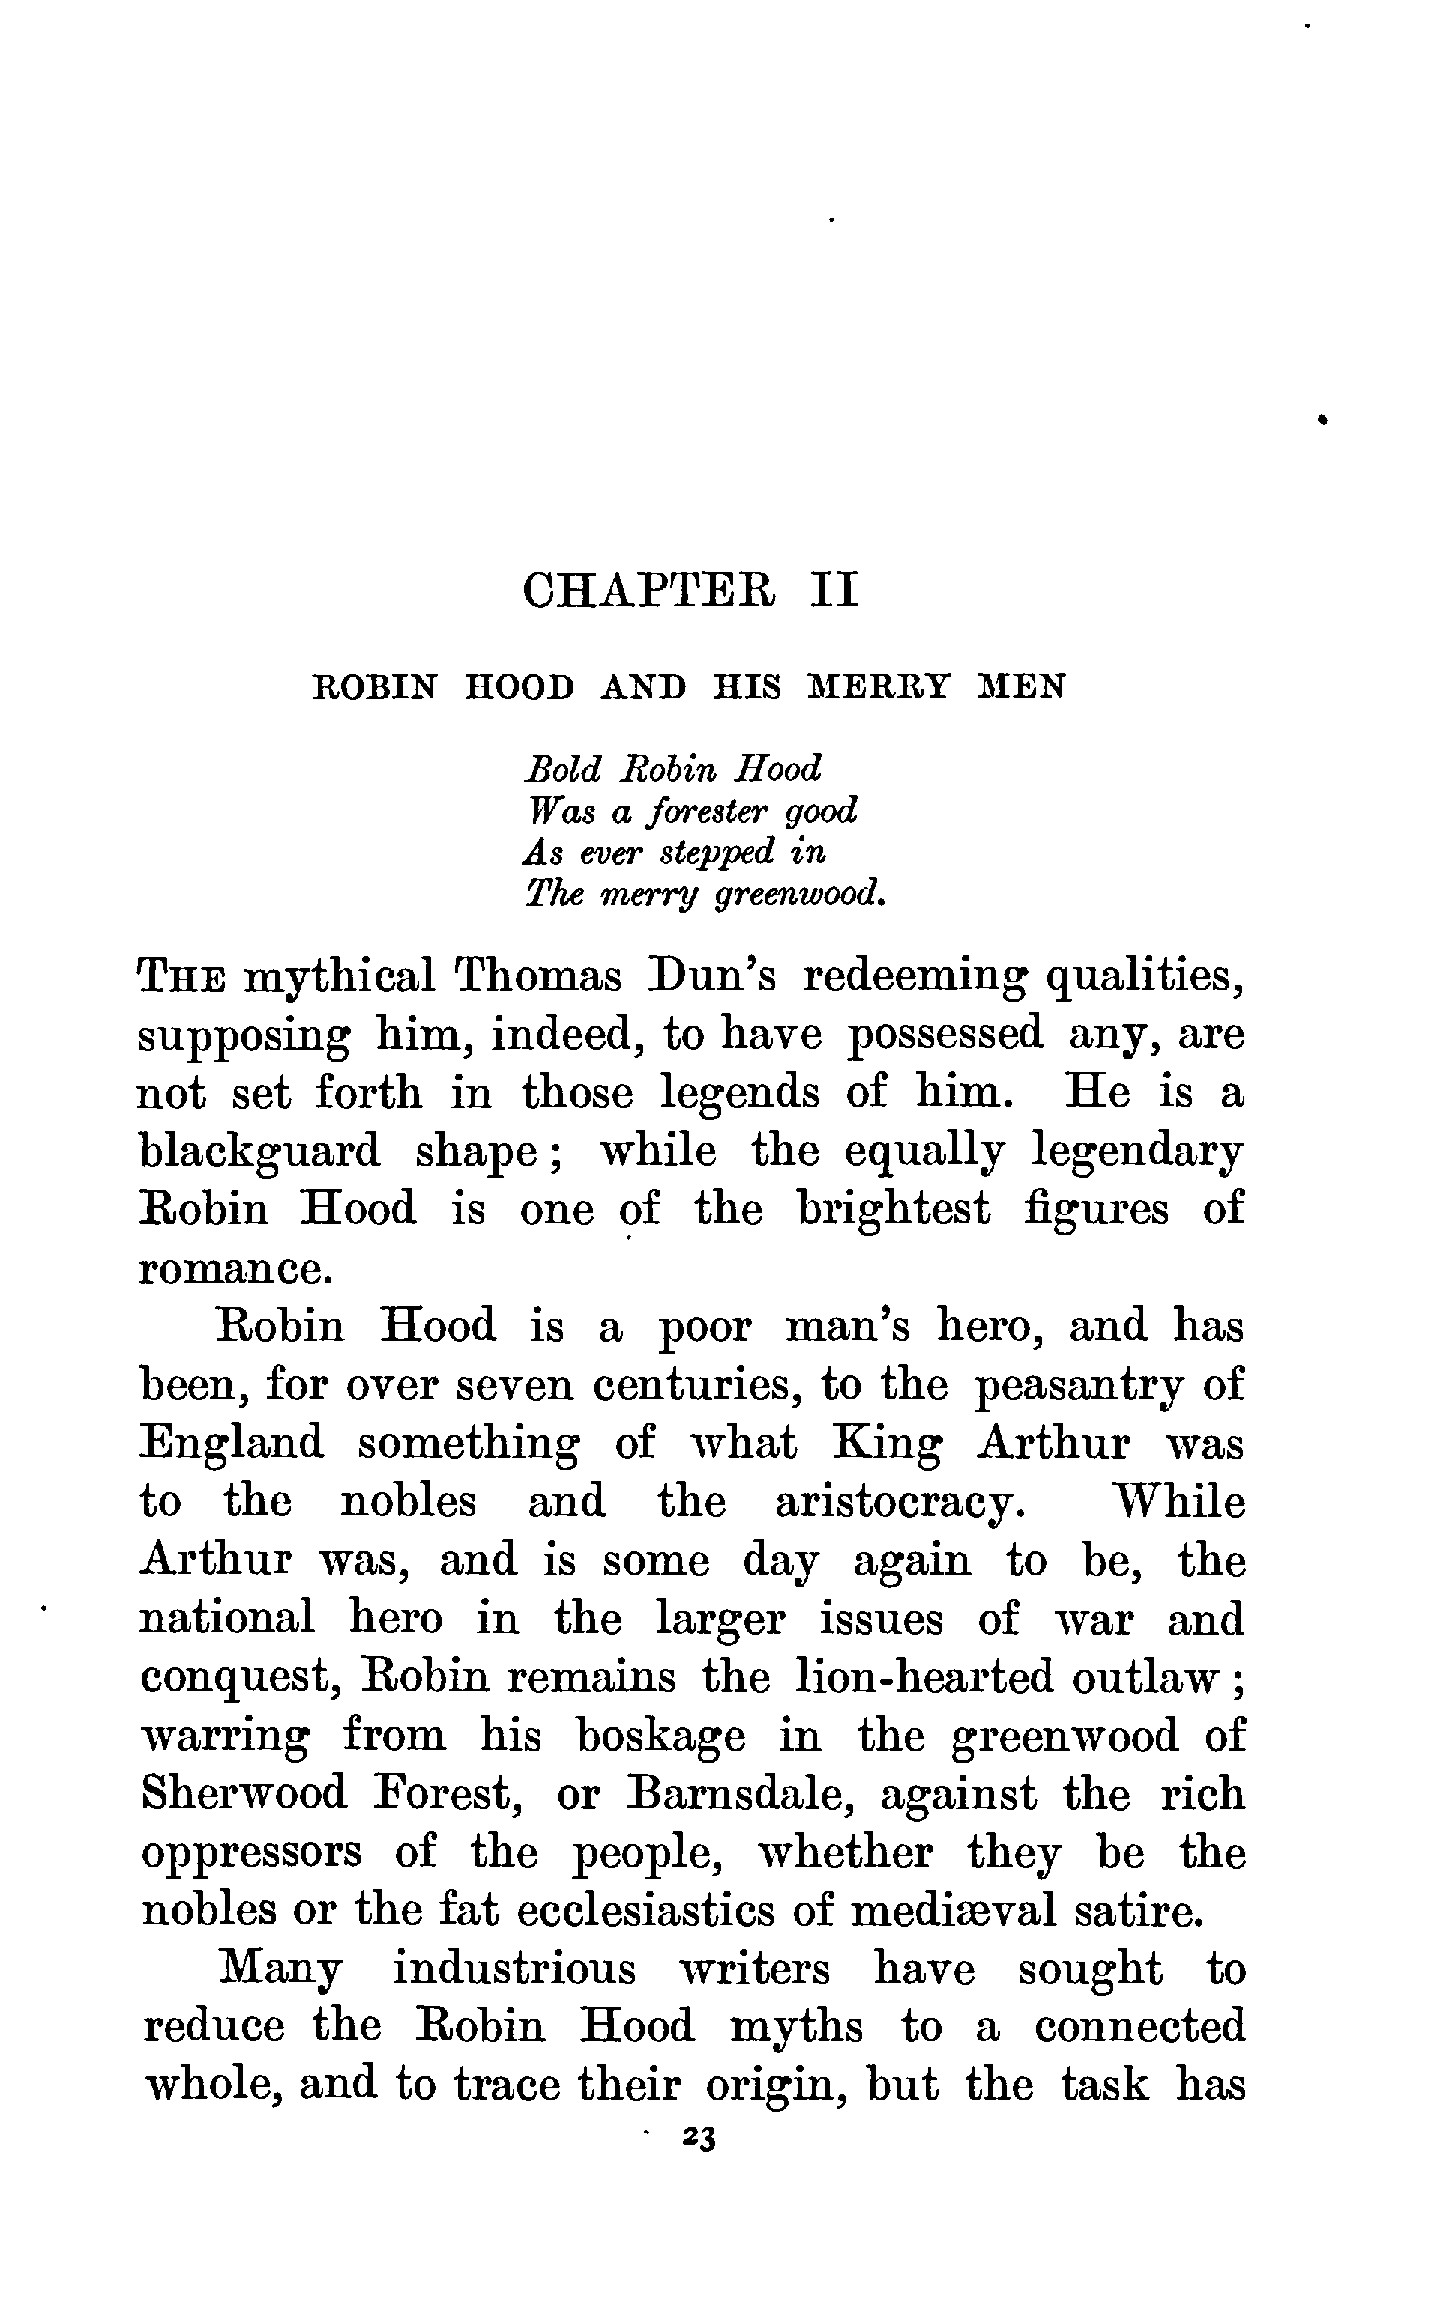 CHAPTER II
ROBIN HOOD AND HIS MERRY MEN
Bold Robin Hood
Was a forester good
As ever stepped in
The merry greenwood.
THE mythical Thomas Dun's redeeming qualities,
supposing him, indeed, to have possessed any, are
not set forth in those legends of him. He is a
blackguard shape; while the equally legendary
Robin Hood is one of the brightest figures of
romance.
Robin Hood is a poor man's hero, and has
been, for over seven centuries, to the peasantry of
England something of what King Arthur was
to the nobles and the aristocracy. While
Arthur was, and is some day again to be, the
national hero in the larger issues of war and
conquest, Robin remains the lion-hearted outlaw;
warring from his boskage in the greenwood of
Sherwood Forest, or Barnsdale, against the rich
oppressors of the people, whether they be the
nobles or the fat ecclesiastics of mediæval satire.
Many industrious writers have sought to
reduce the Robin Hood myths to a connected
whole, and to trace their origin, but the task has
23